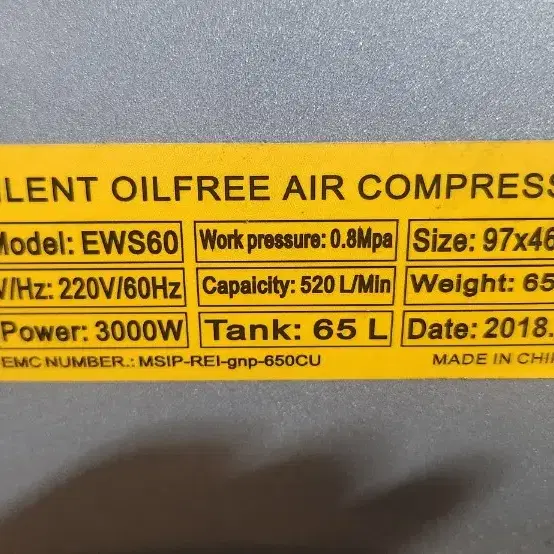 ILENT OILFREE AIR COMPRESS
Model: EWS60 Work pressure: 0.8Mpa Size: 97x46
V/Hz: 220V/60Hz Capaicity: 520 L/Min Weight: 65
Power: 3000W Tank: 65 L Date: 2018.
EMC NUMBER.: MSIP-REI-gnp-650CU MADE IN CHIN